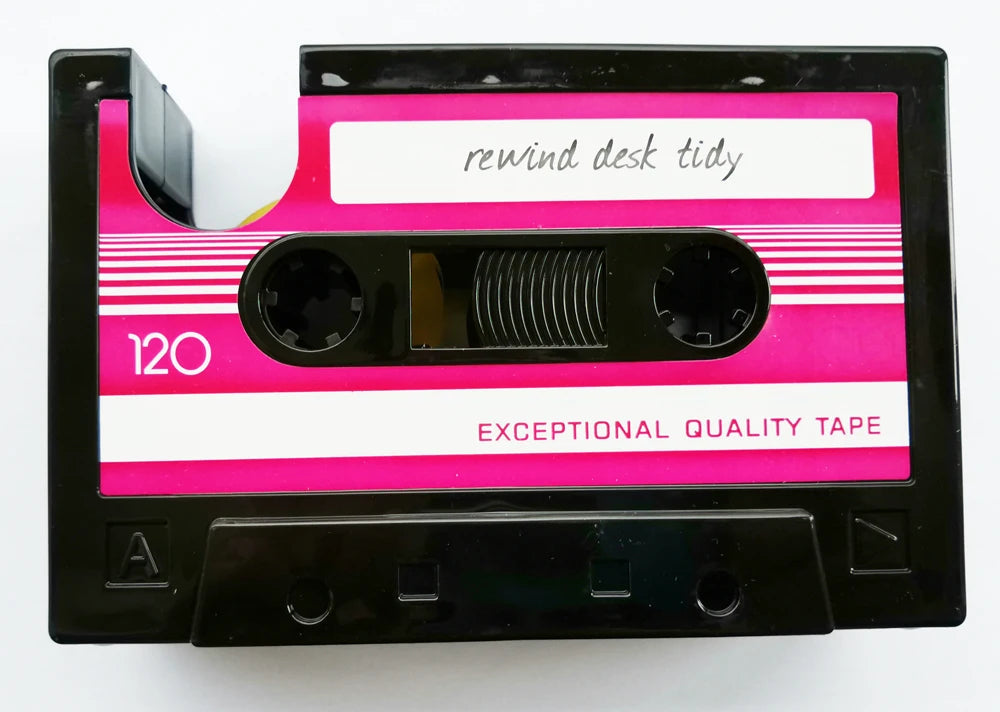 rewind desk tidy
120
EXCEPTIONAL QUALITY TAPE
A